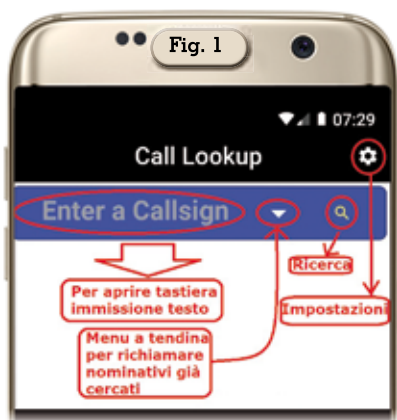 Fig. 1
07:29
Call Lookup
Enter a Callsign
Ricerca
Per aprire tastiera
immissione testo
Impostazioni
Menu a tendina
per richiamare
nominativi già
cercati